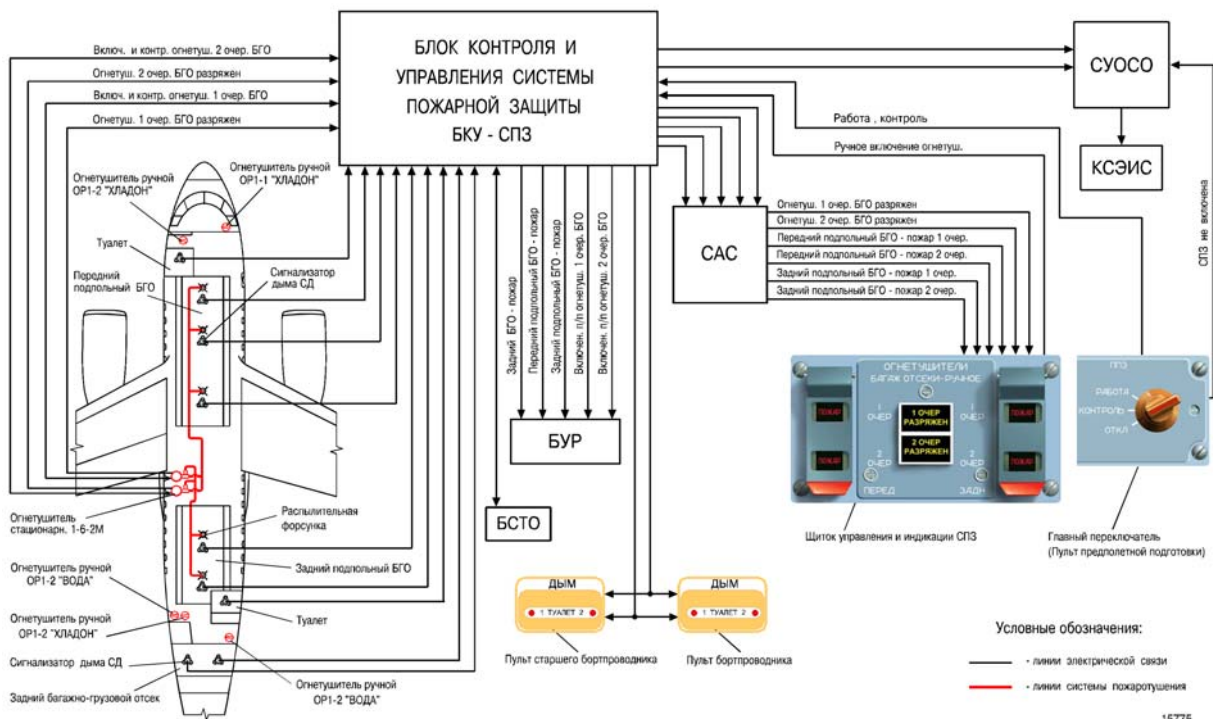 Включ. и контр. огнетуш. 2 очер. БГО
Огнетуш. 2 очер. БГО разряжен
Включ. и контр. огнетуш. 1 очер. БГО
Огнетуш. 1 очер. БГО разряжен
БЛОК КОНТРОЛЯ И
УПРАВЛЕНИЯ СИСТЕМЫ
ПОЖАРНОЙ ЗАЩИТЫ
БКУ - СПЗ
СУОСО
КСЭИС
Работа , контроль
Ручное включение огнетуш.
СПЗ не включена
Огнетушитель ручной
ОР1-2 "ХЛАДОН"
Огнетушитель ручной
ОР1-1 "ХЛАДОН"
Туалет
Передний
подпольный БГО
Сигнализатор
дыма СД
САС
Огнетуш. 1 очер. БГО разряжен
Огнетуш. 2 очер. БГО разряжен
Передний подпольный БГО - пожар 1 очер.
Передний подпольный БГО - пожар 2 очер.
Задний подпольный БГО - пожар 1 очер.
Задний подпольный БГО - пожар 2 очер.
Задний БГО - пожар
Передний подпольный БГО - пожар
Задний подпольный БГО - пожар
Включен. п/п огнетуш. 1 очер. БГО
Включен. п/п огнетуш. 2 очер. БГО
БУР
БСТО
ОГНЕТУШИТЕЛИ
БАГАЖ ОТСЕКИ-РУЧНОЕ
ПОЖАР
1
ОЧЕР
1 ОЧЕР
РАЗРЯЖЕН
1
ОЧЕР
ПОЖАР
ПОЖАР
2
ОЧЕР
2 ОЧЕР
РАЗРЯЖЕН
2
ОЧЕР
ПОЖАР
ПЕРЕД
ЗАДН
РАБОТА
КОНТРОЛЬ
ОТКЛ
Щиток управления и индикации СПЗ
Главный переключатель
(Пульт предполетной подготовки)
Огнетушитель
стационарн. 1-6-2М
Распылительная
форсунка
Задний подпольный БГО
Огнетушитель ручной
ОР1-2 "ВОДА"
Огнетушитель ручной
ОР1-2 "ХЛАДОН"
Туалет
Сигнализатор дыма СД
Задний багажно-грузовой отсек
Огнетушитель ручной
ОР1-2 "ВОДА"
ДЫМ
1 ТУАЛЕТ 2
Пульт старшего бортпроводника
ДЫМ
1 ТУАЛЕТ 2
Пульт бортпроводника
Условные обозначения:
- линии электрической связи
- линии системы пожаротушения